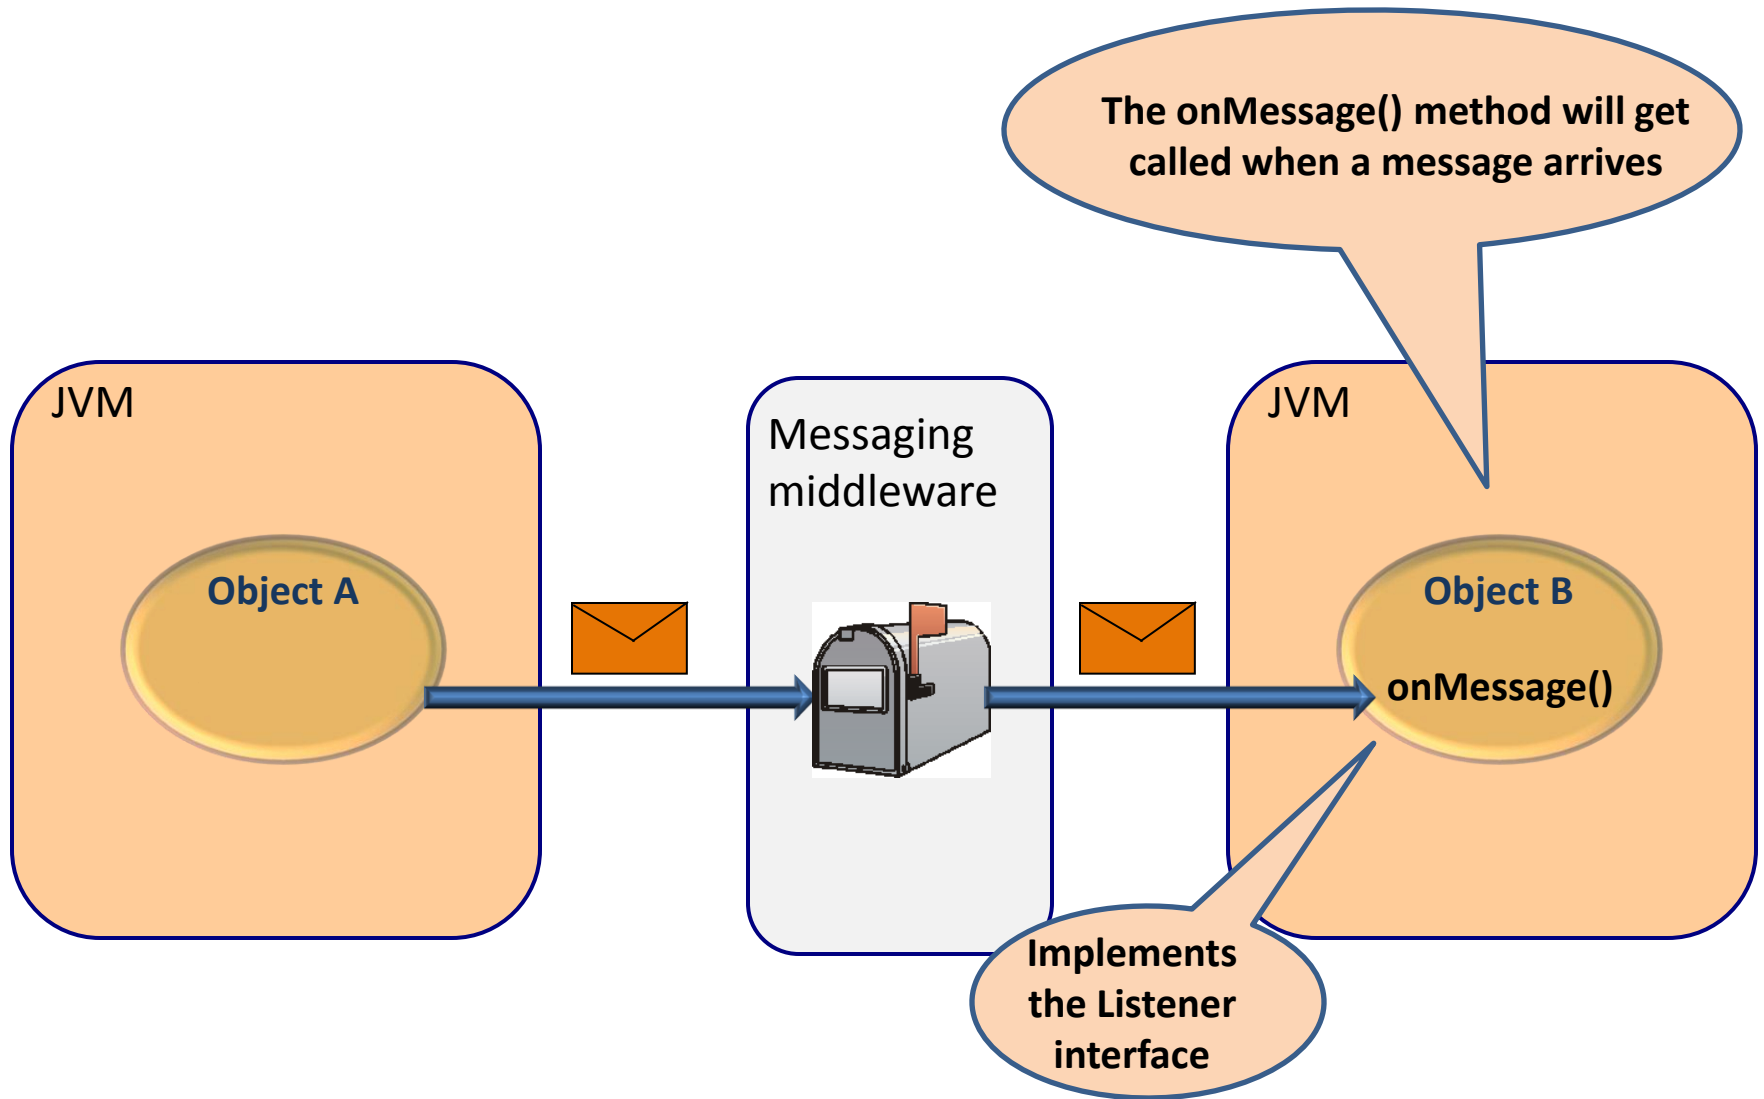 The onMessage() method will get
called when a message arrives
JVM
Messaging
middleware
JVM
Object A
Object B
onMessage()
Implements
the Listener
interface